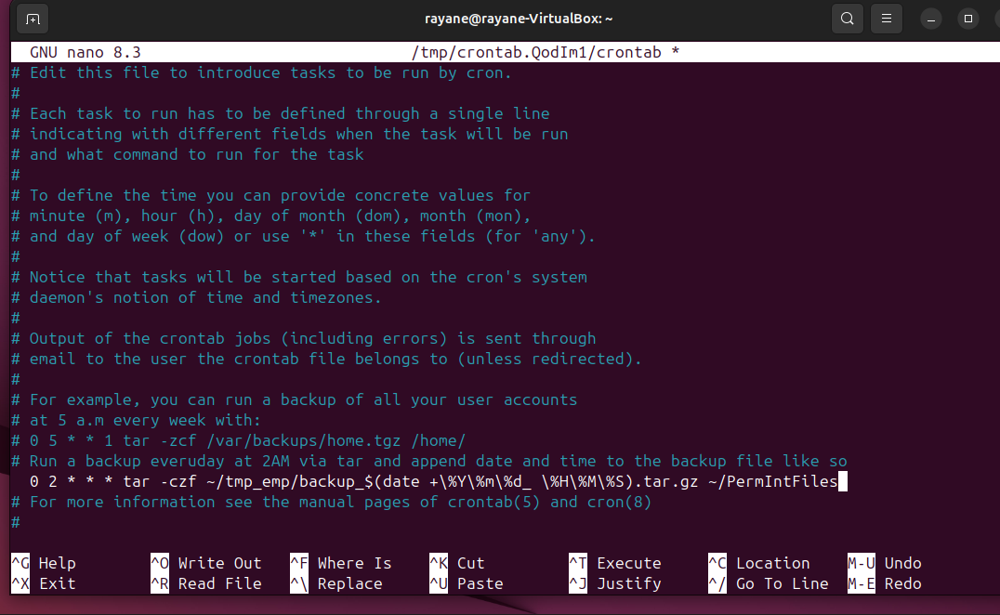 rayane@rayane-VirtualBox: ~
GNU nano 8.3 /tmp/crontab.QodIm1/crontab *
# Edit this file to introduce tasks to be run by cron.
#
# Each task to run has to be defined through a single line
# indicating with different fields when the task will be run
# and what command to run for the task
#
# To define the time you can provide concrete values for
# minute (m), hour (h), day of month (dom), month (mon),
# and day of week (dow) or use '*' in these fields (for 'any').
#
# Notice that tasks will be started based on the cron's system
# daemon's notion of time and timezones.
#
# Output of the crontab jobs (including errors) is sent through
# email to the user the crontab file belongs to (unless redirected).
#
# For example, you can run a backup of all your user accounts
# at 5 a.m every week with:
# 0 5 * * 1 tar -zcf /var/backups/home.tgz /home/
# Run a backup everuday at 2AM via tar and append date and time to the backup file like so
0 2 * * * tar -czf ~/tmp_emp/backup_$(date +\%Y\%m\%d_ \%H\%M\%S).tar.gz ~/PermIntFiles
# For more information see the manual pages of crontab(5) and cron(8)
#
^G Help ^O Write Out ^F Where Is ^K Cut ^T Execute ^C Location M-U Undo
^X Exit ^R Read File ^\ Replace ^U Paste ^J Justify ^/ Go To Line M-E Redo